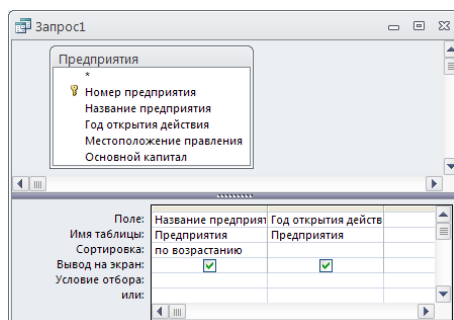 Запрос1
Предприятия
*
Номер предприятия
Название предприятия
Год открытия действия
Местоположение правления
Основной капитал
Поле: Название предприят Год открытия действ
Имя таблицы: Предприятия Предприятия
Сортировка: по возрастанию
Вывод на экран:
Условие отбора:
или: